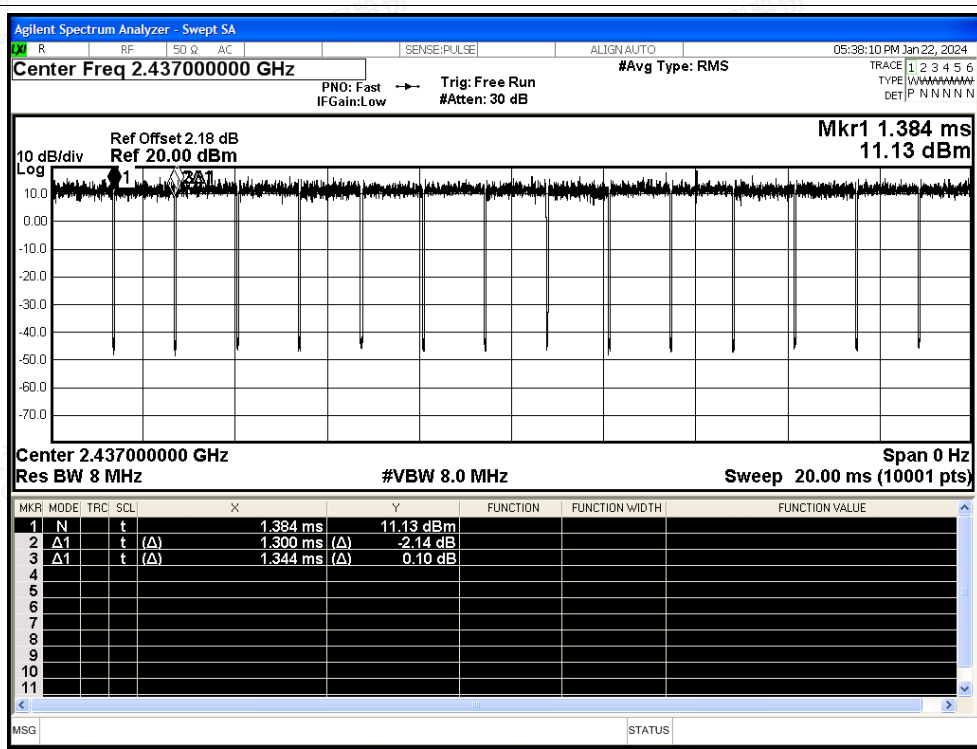 Agilent Spectrum Analyzer - Swept SA
LXI R RF 50 Ω AC SENSE:PULSE ALIGN AUTO 05:38:10 PM Jan 22, 2024
Center Freq 2.437000000 GHz #Avg Type: RMS TRACE 1 2 3 4 5 6
PNO: Fast Trig: Free Run TYPE WWWWWW
IFGain:Low #Atten: 30 dB DET P N N N N N
Mkr1 1.384 ms
11.13 dBm
Ref Offset 2.18 dB
10 dB/div Ref 20.00 dBm
Log
1 2Δ1
10.0
0.00
-10.0
-20.0
-30.0
-40.0
-50.0
-60.0
-70.0
Center 2.437000000 GHz Span 0 Hz
Res BW 8 MHz #VBW 8.0 MHz Sweep 20.00 ms (10001 pts)
MKR MODE TRC SCL X Y FUNCTION FUNCTION WIDTH FUNCTION VALUE
1 N t 1.384 ms 11.13 dBm
2 Δ1 t (Δ) 1.300 ms (Δ) -2.14 dB
3 Δ1 t (Δ) 1.344 ms (Δ) 0.10 dB
4
5
6
7
8
9
10
11
MSG STATUS